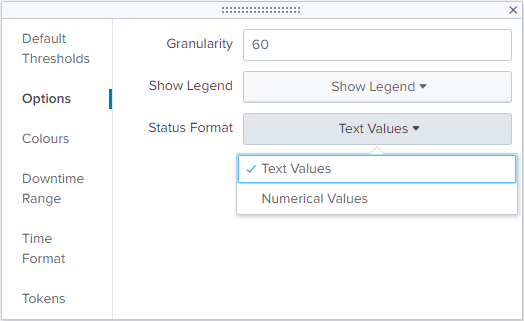 Default
Thresholds
Options
Colours
Downtime
Range
Time
Format
Tokens
Granularity 60
Show Legend Show Legend
Status Format Text Values
Text Values
Numerical Values